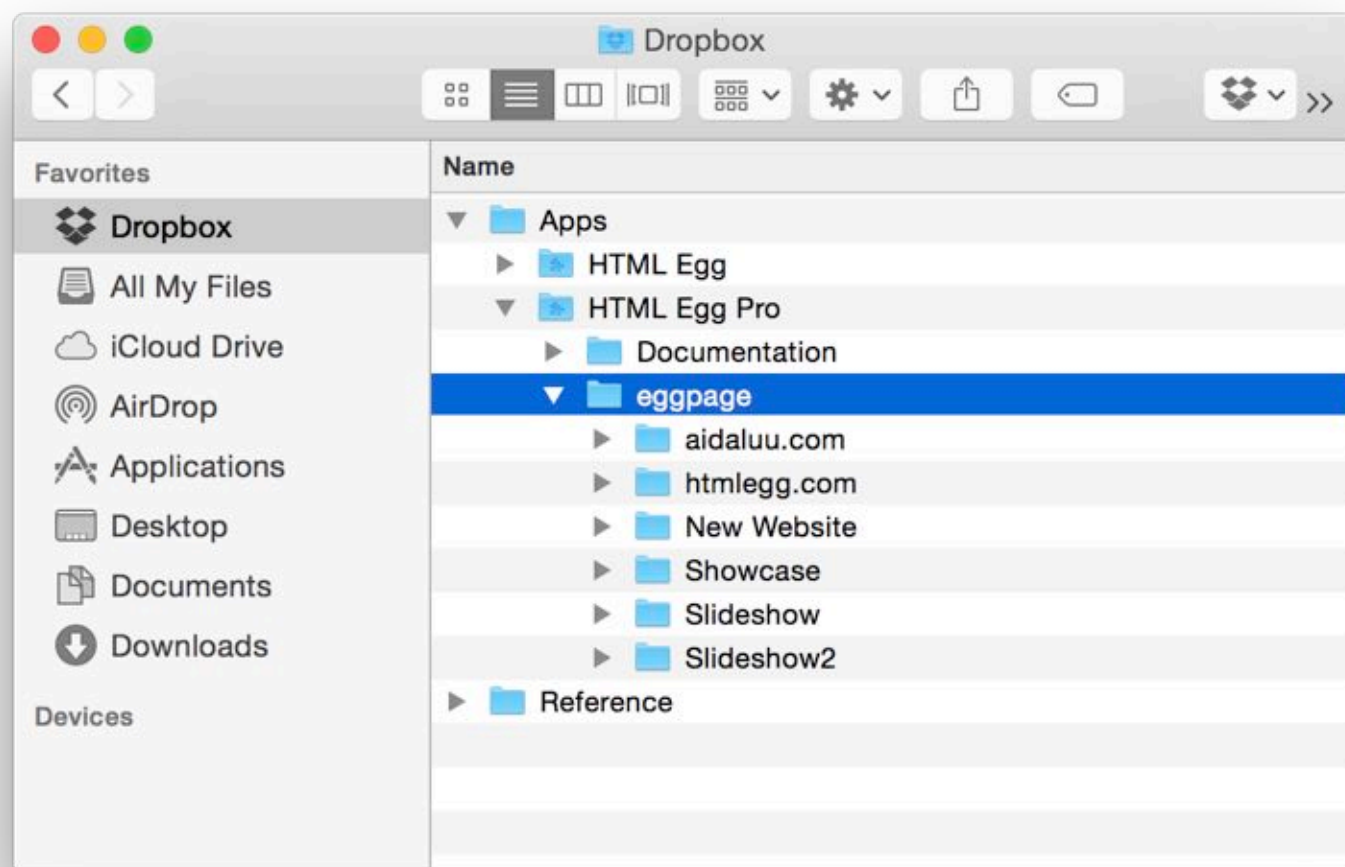 Dropbox
Favorites
Dropbox
All My Files
iCloud Drive
AirDrop
Applications
Desktop
Documents
Downloads
Devices
Name
Apps
HTML Egg
HTML Egg Pro
Documentation
eggpage
aidaluu.com
htmlegg.com
New Website
Showcase
Slideshow
Slideshow2
Reference